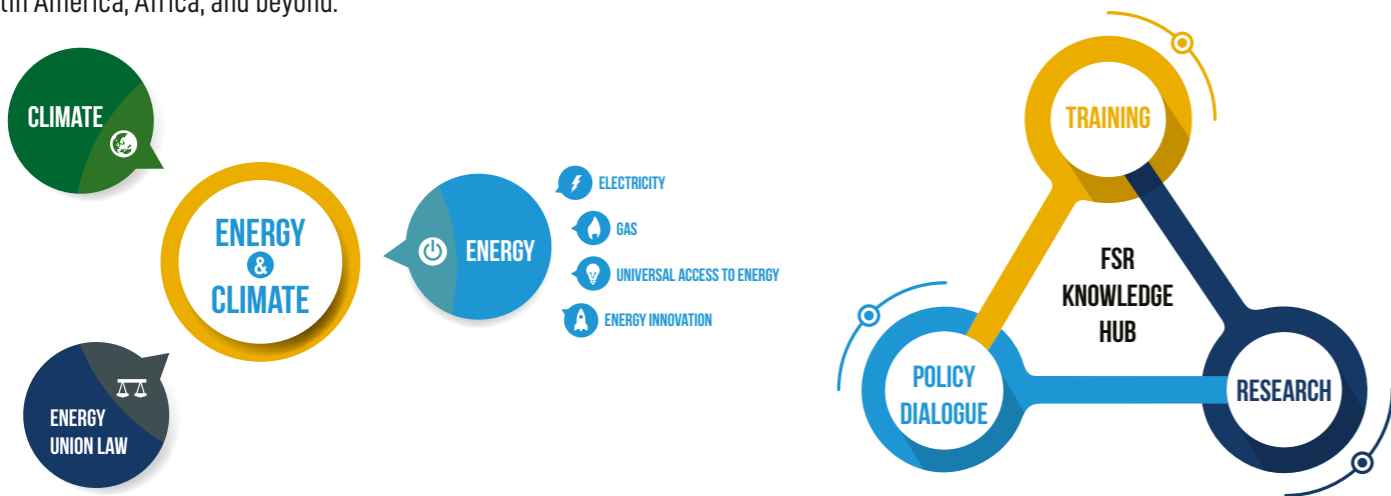 tin America, Africa, and beyond.
CLIMATE
ENERGY
&
CLIMATE
ENERGY
ELECTRICITY
GAS
UNIVERSAL ACCESS TO ENERGY
ENERGY INNOVATION
ENERGY
UNION LAW
TRAINING
FSR
KNOWLEDGE
HUB
POLICY
DIALOGUE
RESEARCH